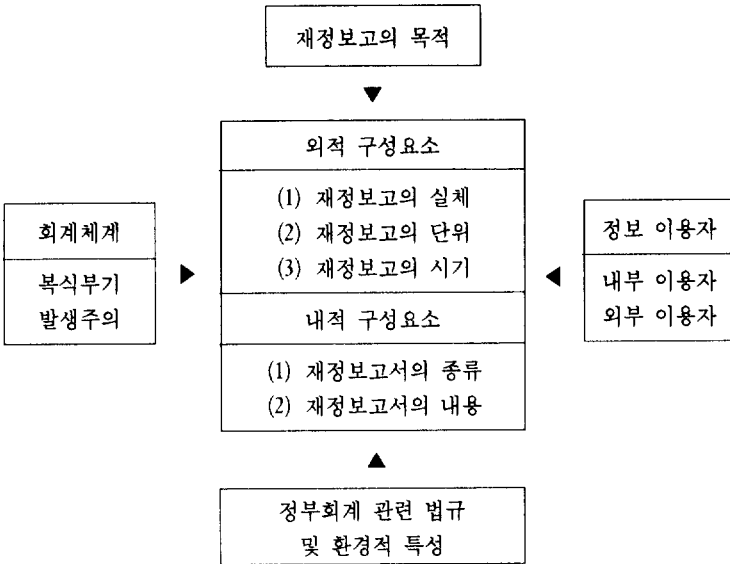 재정보고의 목적
▼
외적 구성요소
(1) 재정보고의 실체
(2) 재정보고의 단위
(3) 재정보고의 시기
회계체계
복식부기
발생주의
▶
◀
정보 이용자
내부 이용자
외부 이용자
내적 구성요소
(1) 재정보고서의 종류
(2) 재정보고서의 내용
▲
정부회계 관련 법규
및 환경적 특성